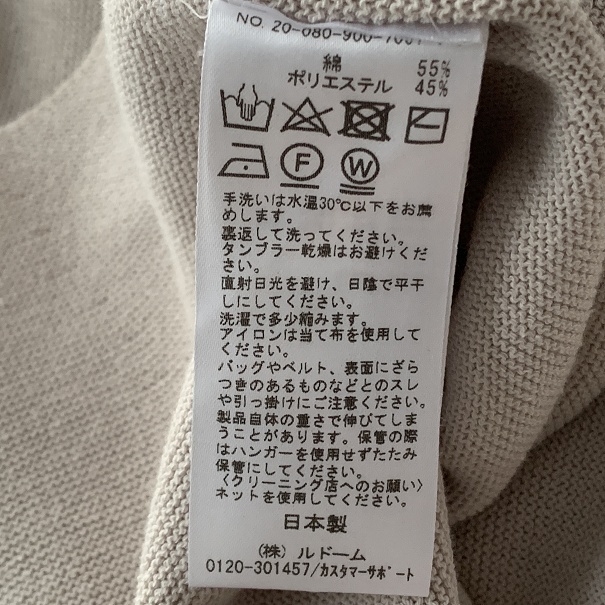 NO. 20-080-900-7001
綿 55%
ポリエステル 45%
F
W
手洗いは水温30℃以下をお薦
めします。
裏返して洗ってください。
タンブラー乾燥はお避けくだ
さい。
直射日光を避け、日陰で平干
しにしてください。
洗濯で多少縮みます。
アイロンは当て布を使用して
ください。
バッグやベルト、表面にざら
つきのあるものなどとのスレ
や引っ掛けにご注意ください。
製品自体の重さで伸びてしま
うことがあります。保管の際
はハンガーを使用せずたたみ
保管にしてください。
〈クリーニング店へのお願い〉
ネットを使用してください。
日本製
(株) ルドーム
0120-301457/カスタマーサポート